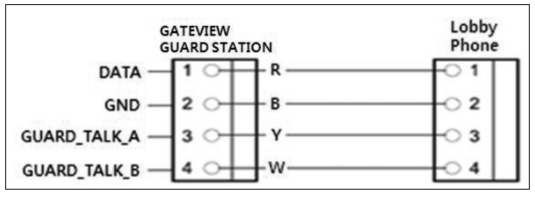 GATEVIEW
GUARD STATION
Lobby
Phone
DATA 1 R 1
GND 2 B 2
GUARD_TALK_A 3 Y 3
GUARD_TALK_B 4 W 4